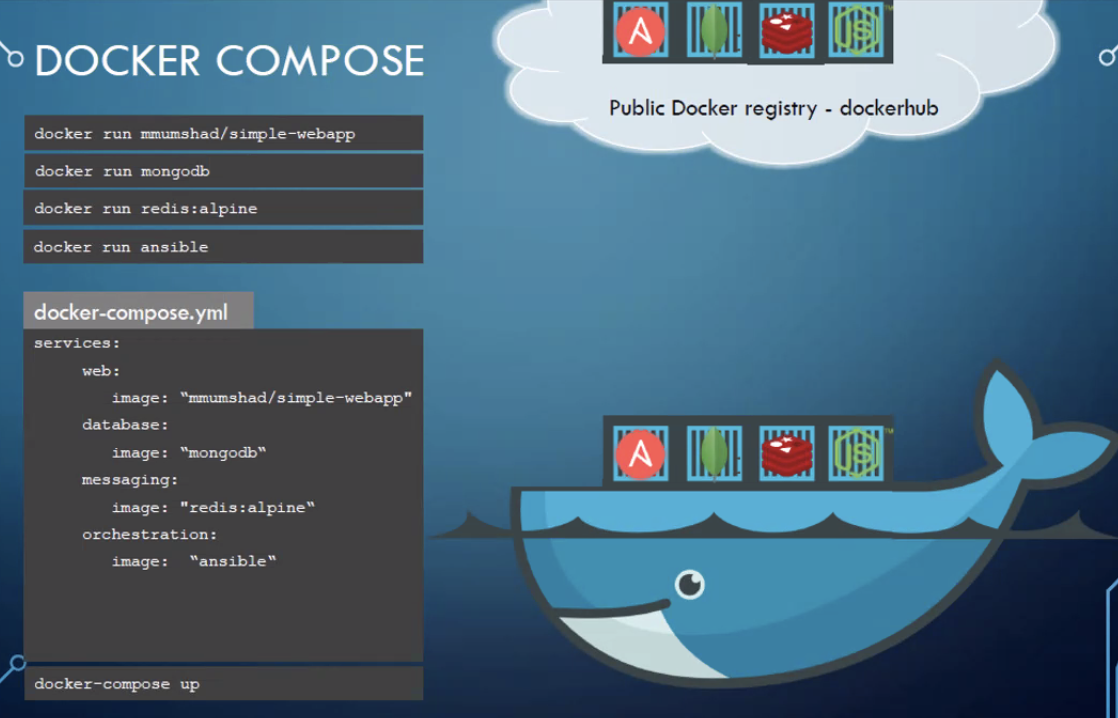 DOCKER COMPOSE
docker run mmumshad/simple-webapp
docker run mongodb
docker run redis:alpine
docker run ansible
docker-compose.yml
services:
web:
image: “mmumshad/simple-webapp"
database:
image: “mongodb“
messaging:
image: "redis:alpine“
orchestration:
image: “ansible“
docker-compose up
A
JS
TM
Public Docker registry - dockerhub
A
JS
TM